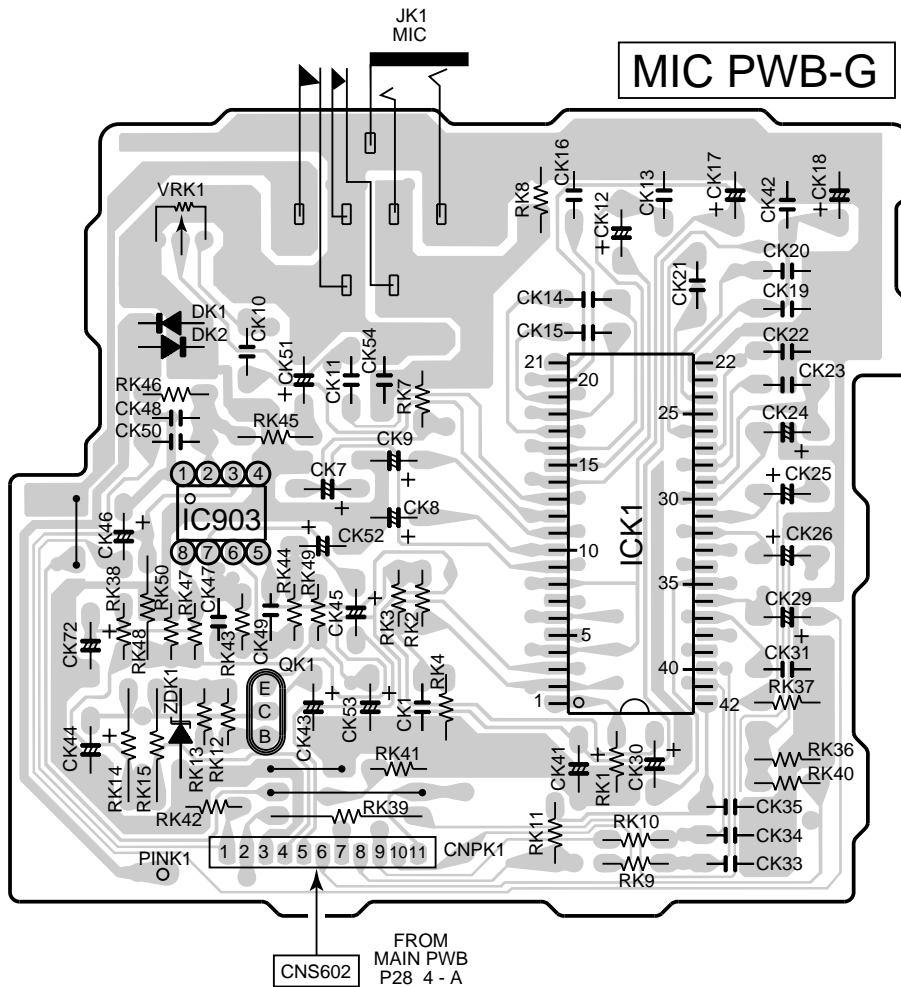 JK1
MIC
MIC PWB-G
VRK1
RK8
CK16
CK12
CK13
CK17
CK42
CK18
CK20
CK21
CK19
CK14
CK15
DK1
DK2
CK10
CK51
CK11
CK54
CK22
CK23
21
22
20
RK46
RK7
CK48
CK50
RK45
25
CK24
CK9
1 2 3 4
CK7
15
CK25
30
IC903
CK46
CK8
CK52
ICK1
10
CK26
8 7 6 5
35
RK38
RK50
RK47
CK47
RK44
RK49
CK45
RK3
RK2
CK29
CK72
RK48
RK43
CK49
5
CK31
40
QK1
RK4
ZDK1
E
C
B
RK37
1
42
CK43
CK53
CK1
CK44
RK14
RK15
RK13
RK12
RK41
CK41
RK1
CK30
RK36
RK40
RK42
RK39
RK11
CK35
RK10
CK34
1 2 3 4 5 6 7 8 9 10 11
CNPK1
PINK1
CK33
RK9
CNS602
FROM
MAIN PWB
P28 4 - A